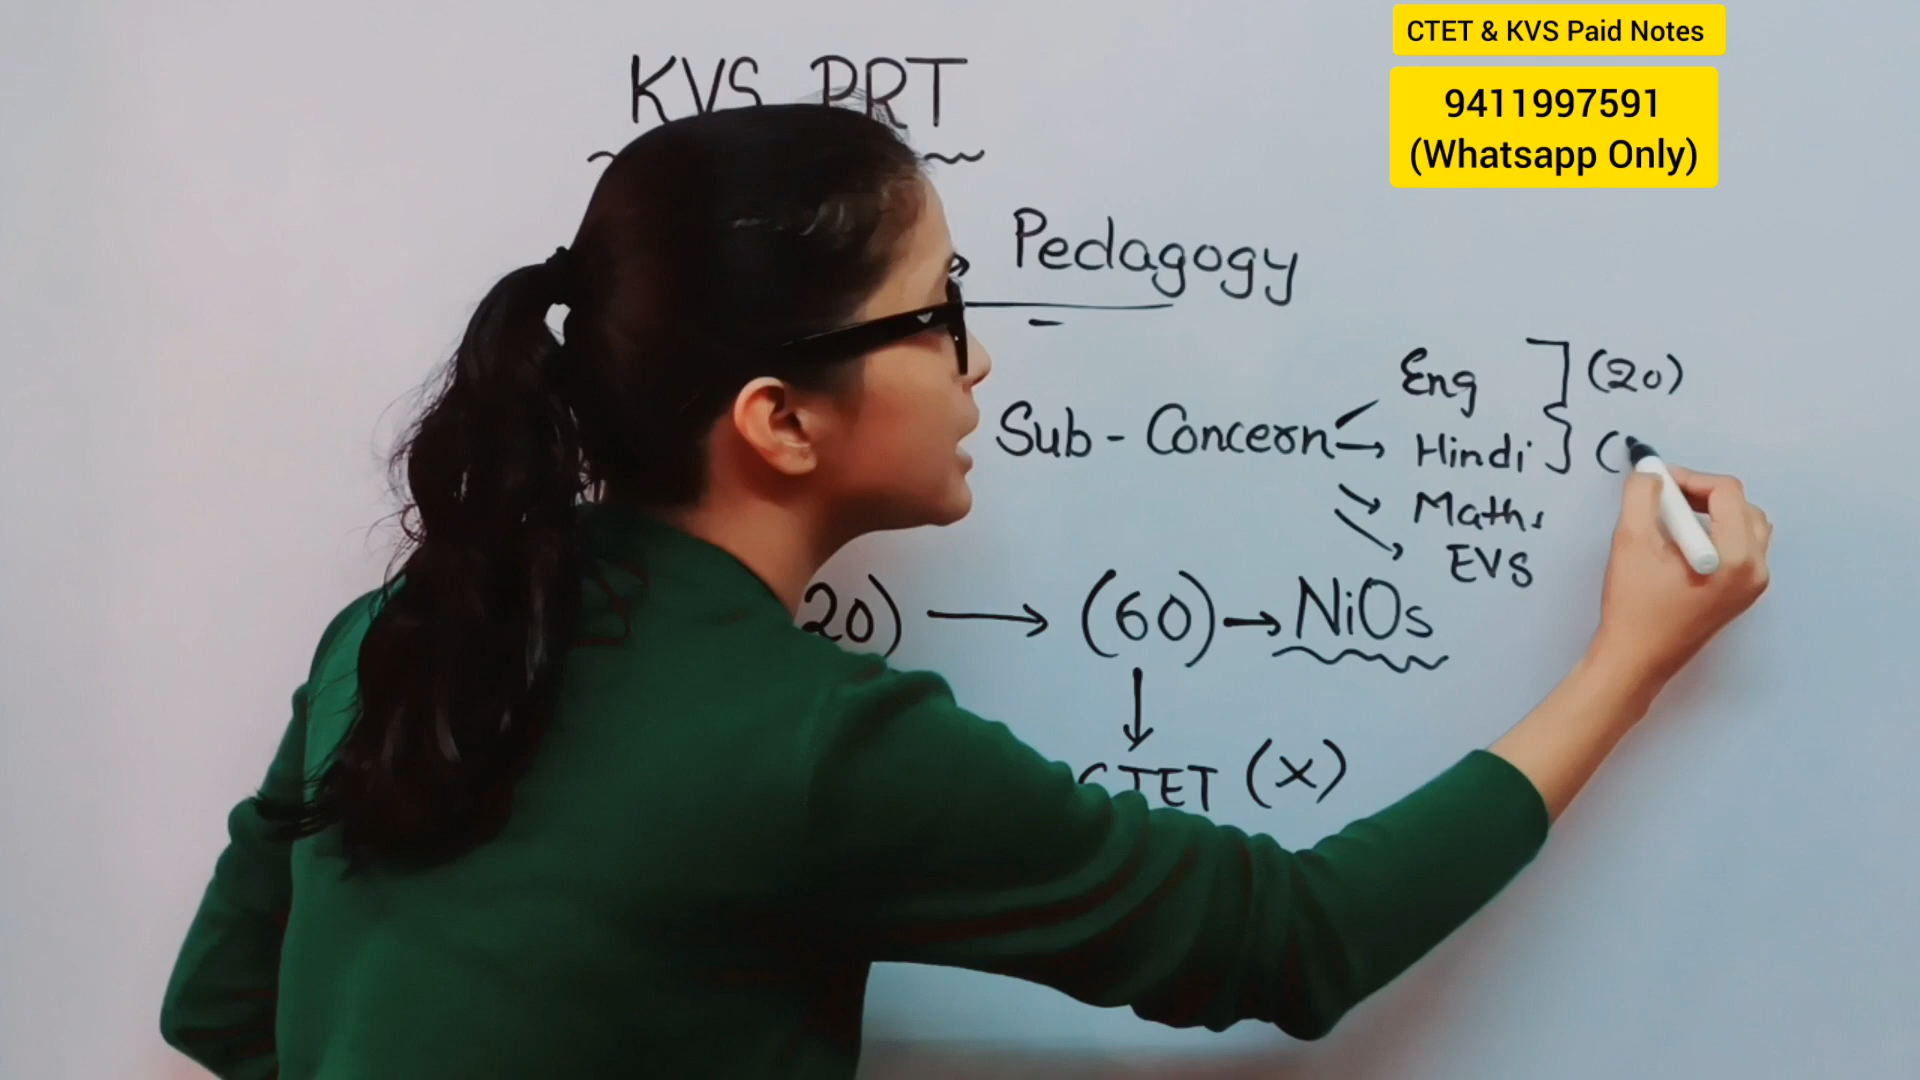 CTET & KVS Paid Notes
9411997591
(Whatsapp Only)
KVS PRT
Pedagogy
Eng ] (20)
Sub - Concern → Hindi } (
Maths
EVS
20) → (60) → NiOs
CTET (x)